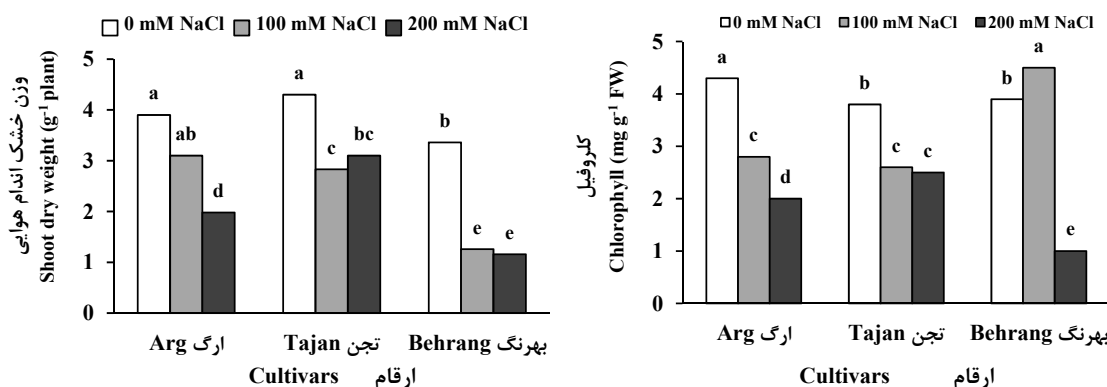 0 mM NaCl 100 mM NaCl 200 mM NaCl
وزن خشک اندام هوایی
Shoot dry weight (g-1 plant)
5
4
3
2
1
0
a
ab
d
a
c
bc
b
e
e
Arg ارگ
Tajan تجن
Behrang بهرنگ
Cultivars ارقام
0 mM NaCl 100 mM NaCl 200 mM NaCl
کلروفیل
Chlorophyll (mg g-1 FW)
5
4
3
2
1
0
a
c
d
b
c
c
b
a
e
Arg ارگ
Tajan تجن
Behrang بهرنگ
Cultivars ارقام